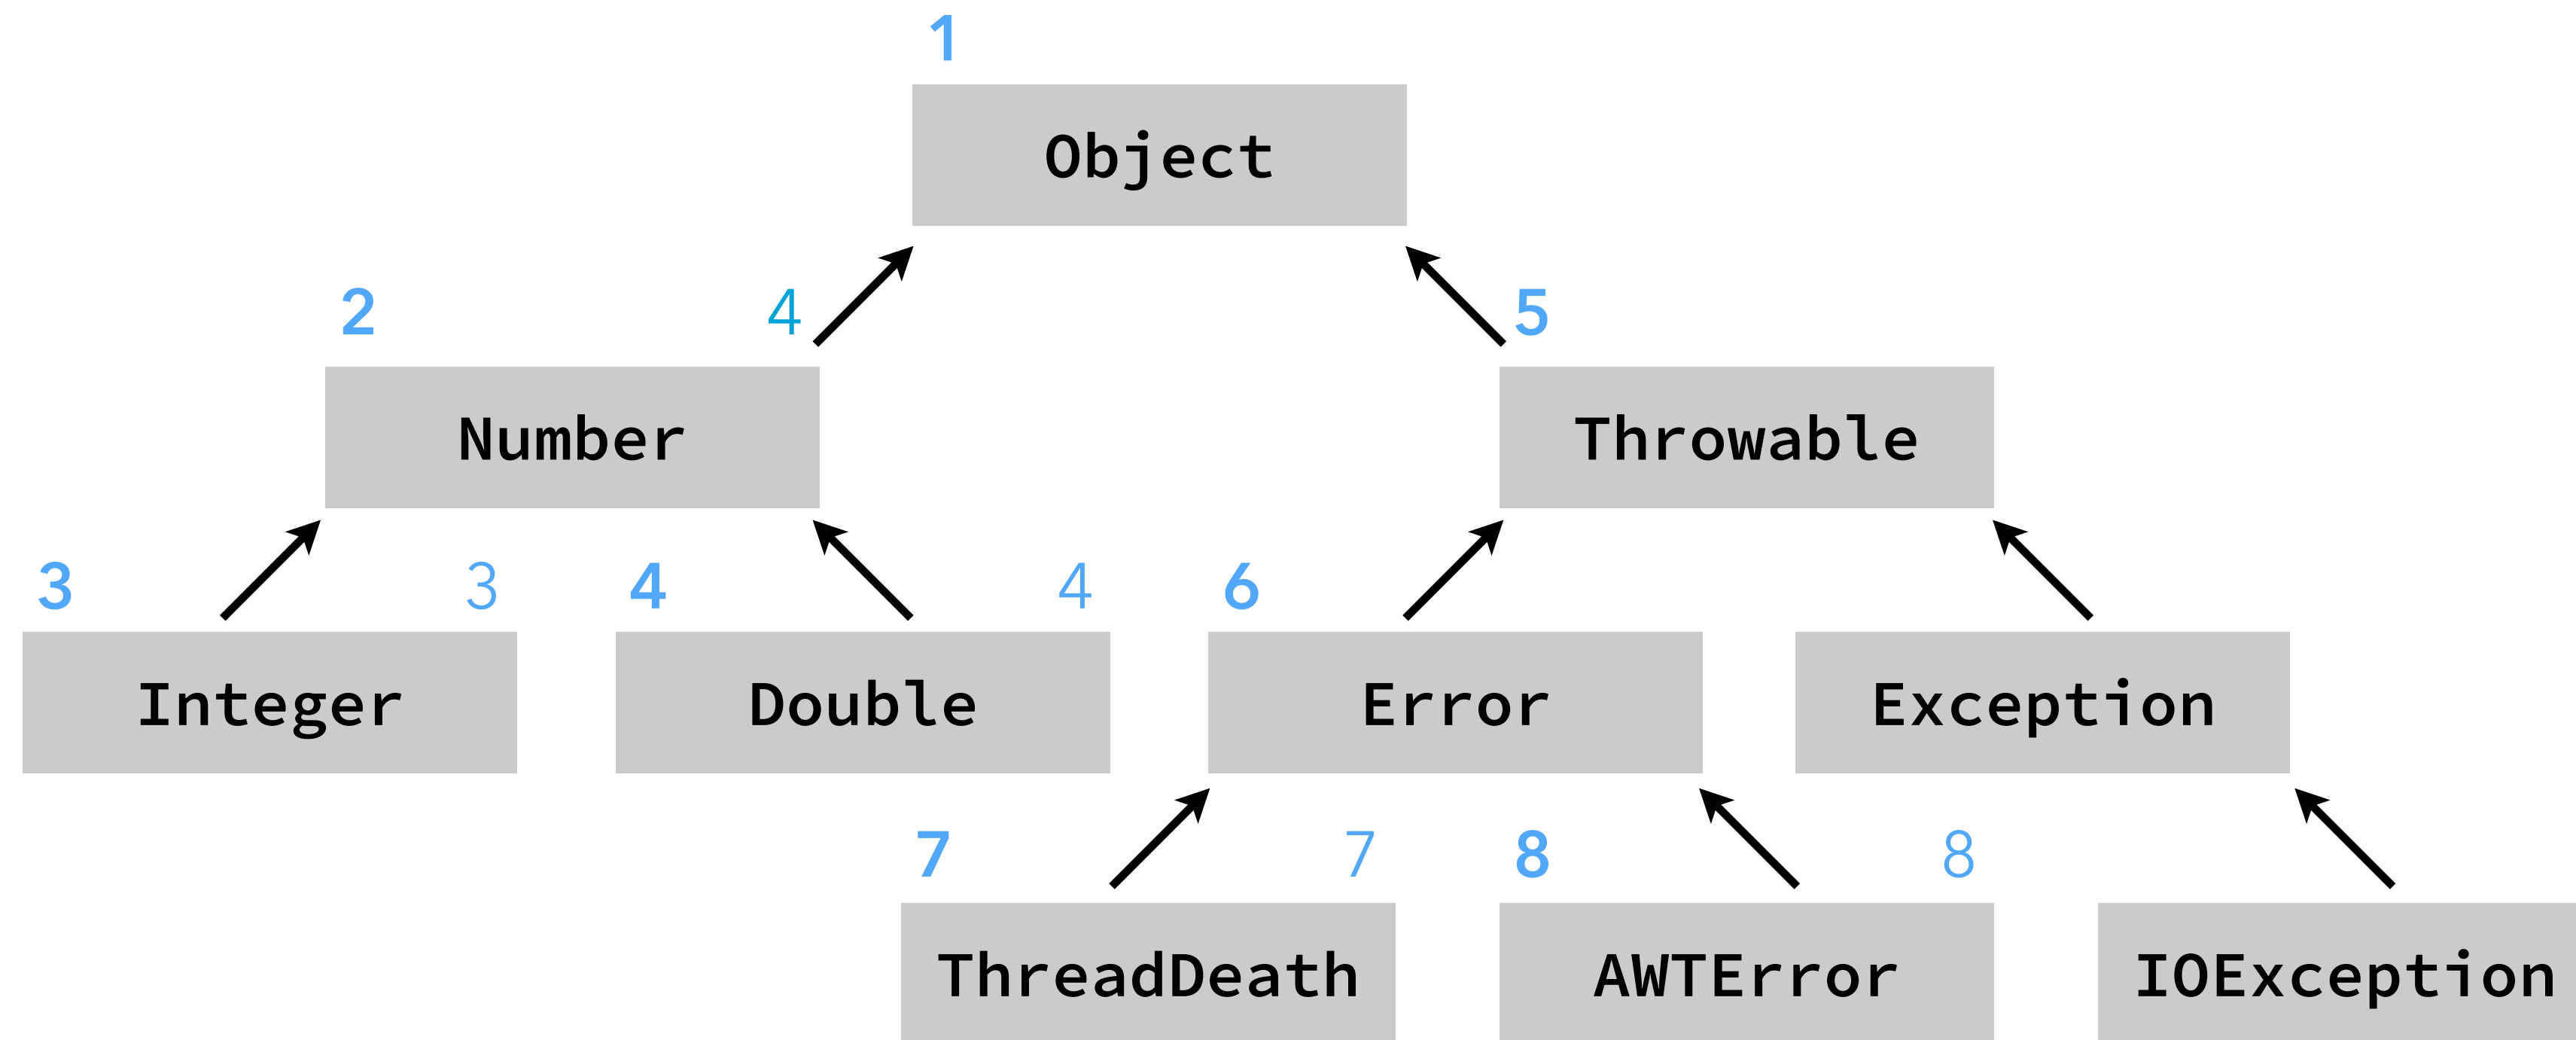 1
Object
2 4 5
Number Throwable
3 3 4 4 6
Integer Double Error Exception
7 7 8 8
ThreadDeath AWTError IOException